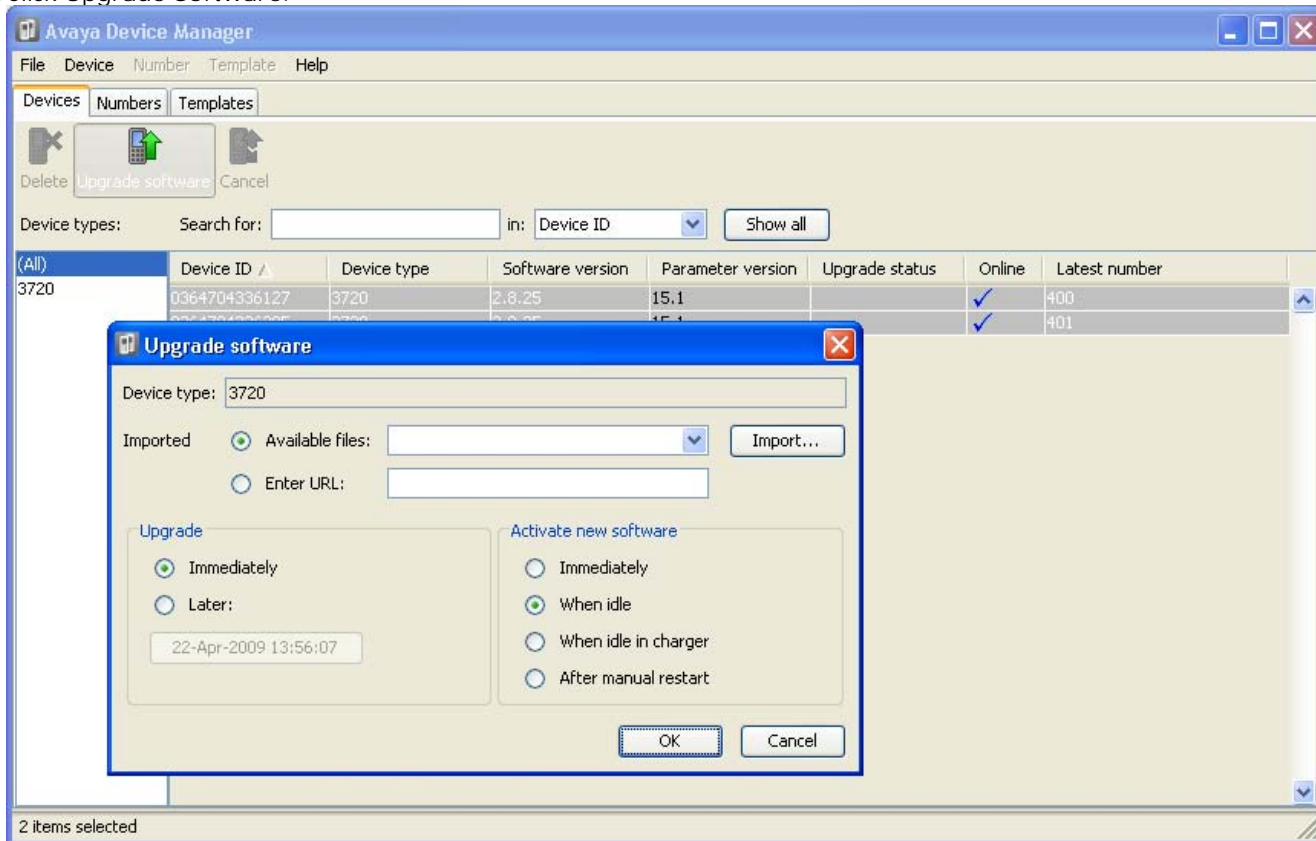 click Upgrade Software.
Avaya Device Manager
File Device Number Template Help
Devices Numbers Templates
Delete Upgrade software Cancel
Device types: Search for: in: Device ID Show all
(All) Device ID Device type Software version Parameter version Upgrade status Online Latest number
3720
0364704336127 3720 2.8.25 15.1 400
15.1 401
Upgrade software
Device type: 3720
Imported Available files: Import...
Enter URL:
Upgrade Activate new software
Immediately Immediately
Later: When idle
22-Apr-2009 13:56:07 When idle in charger
After manual restart
OK Cancel
2 items selected